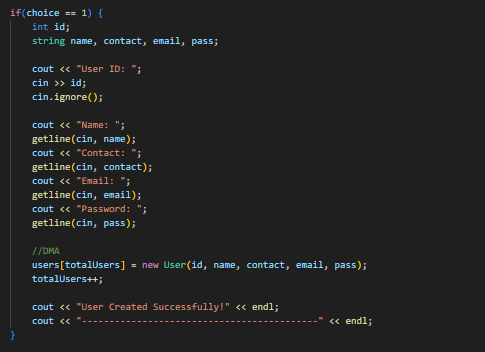 if(choice == 1) {
int id;
string name, contact, email, pass;
cout << "User ID: ";
cin >> id;
cin.ignore();
cout << "Name: ";
getline(cin, name);
cout << "Contact: ";
getline(cin, contact);
cout << "Email: ";
getline(cin, email);
cout << "Password: ";
getline(cin, pass);
//DMA
users[totalUsers] = new User(id, name, contact, email, pass);
totalUsers++;
cout << "User Created Successfully!" << endl;
cout << "--------------------------------------------" << endl;
}